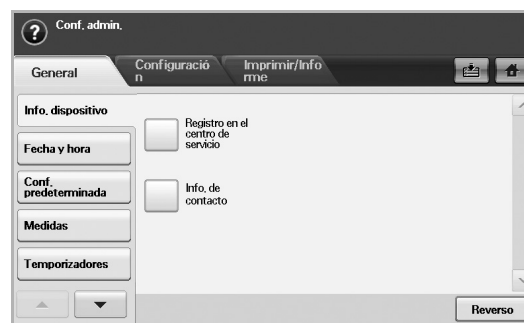 Conf. admin.
General
Configuració
n
Imprimir/Info
rme
Info. dispositivo
Fecha y hora
Conf.
predeterminada
Medidas
Temporizadores
Registro en el
centro de
servicio
Info. de
contacto
Reverso